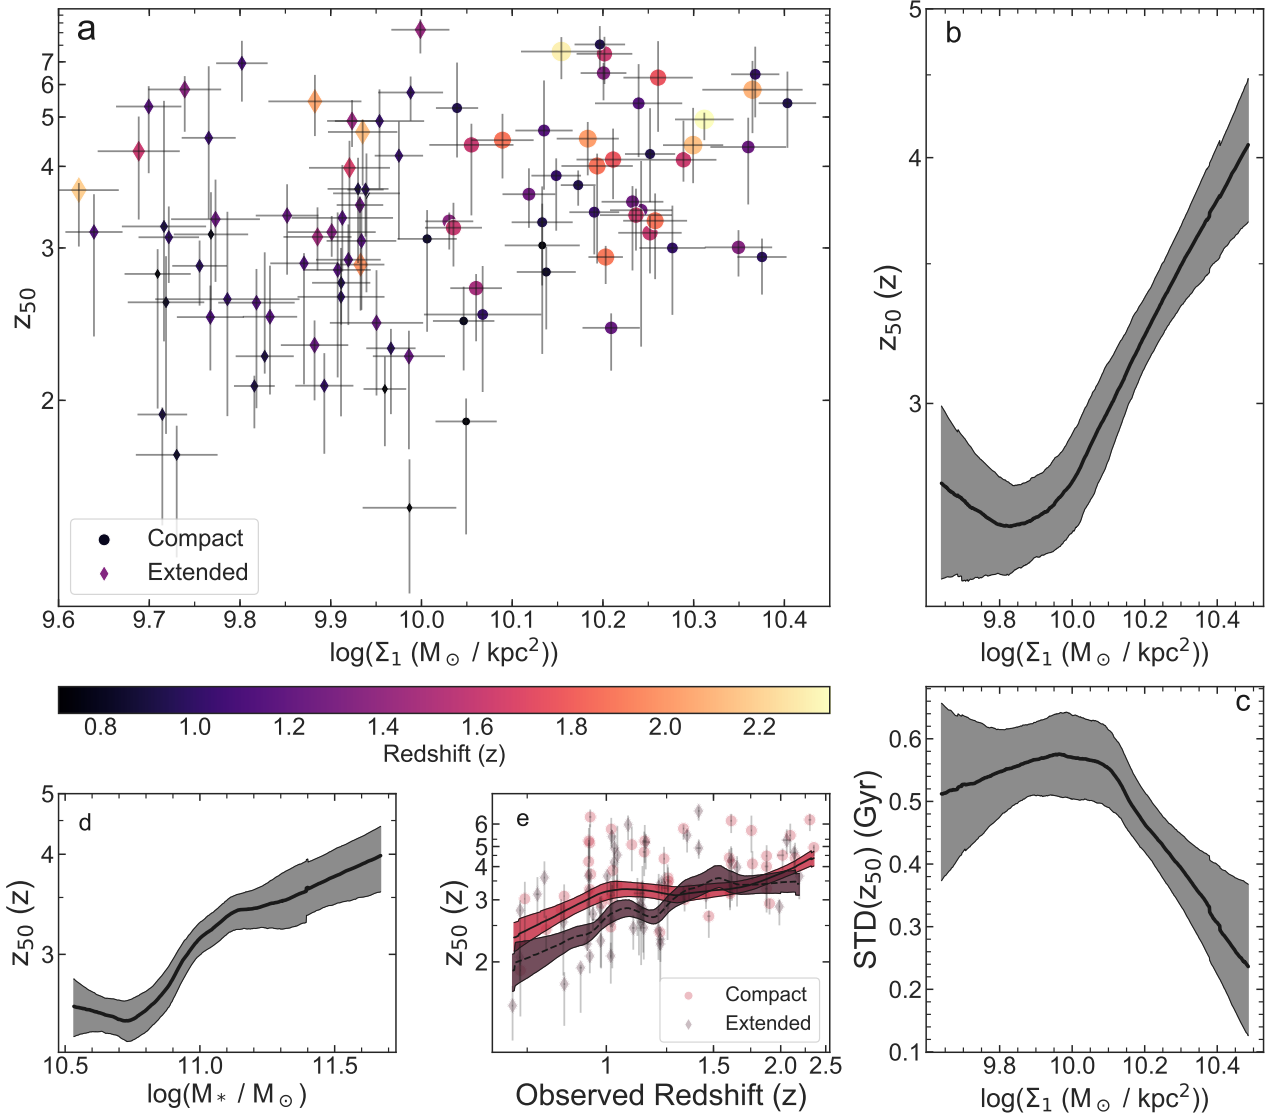 a
z₅₀
7
6
5
4
3
2
9.6 9.7 9.8 9.9 10.0 10.1 10.2 10.3 10.4
log(Σ₁ (M⊙ / kpc²))
Compact
Extended
b
z₅₀ (z)
5
4
3
9.8 10.0 10.2 10.4
log(Σ₁ (M⊙ / kpc²))
0.8 1.0 1.2 1.4 1.6 1.8 2.0 2.2
Redshift (z)
c
STD(z₅₀) (Gyr)
0.6
0.5
0.4
0.3
0.2
0.1
9.8 10.0 10.2 10.4
log(Σ₁ (M⊙ / kpc²))
d
z₅₀ (z)
5
4
3
10.5 11.0 11.5
log(M* / M⊙)
e
z₅₀ (z)
6
5
4
3
2
1 1.5 2.0 2.5
Observed Redshift (z)
Compact
Extended